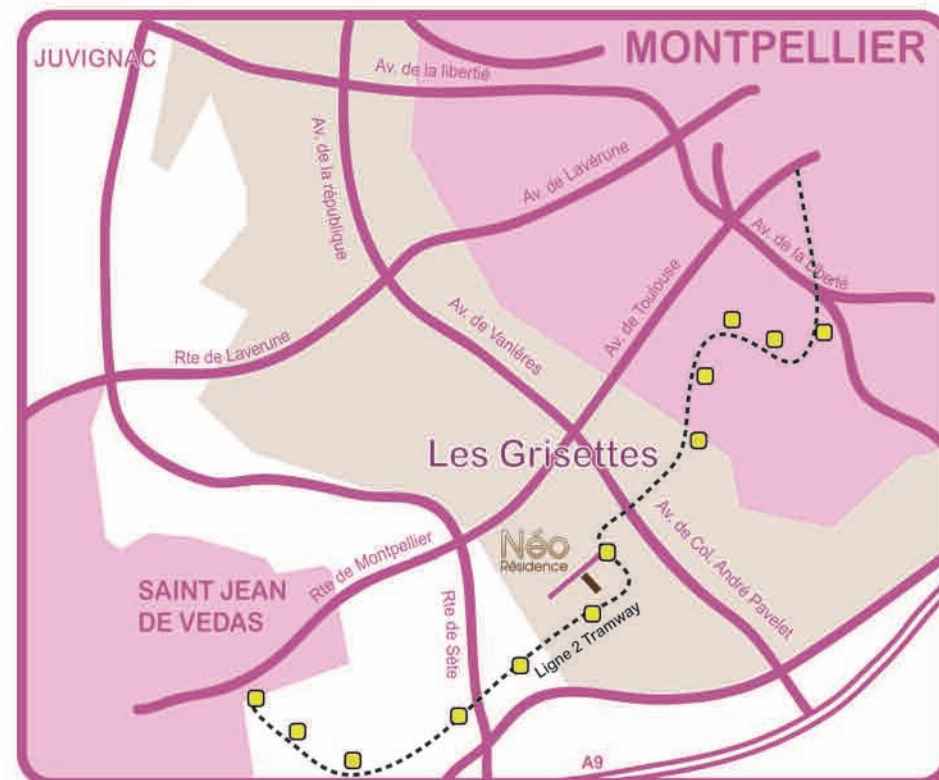 JUVIGNAC
MONTPELLIER
Av. de la libertié
Av. de la république
Av. de Lavérune
Av. de la Liberté
Av. de Toulouse
Av. de Vanières
Rte de Laverune
Les Grisettes
Néo
Résidence
Av. de Col. André Pavelet
Rte de Montpellier
SAINT JEAN
DE VEDAS
Rte de Sète
Ligne 2 Tramway
A9